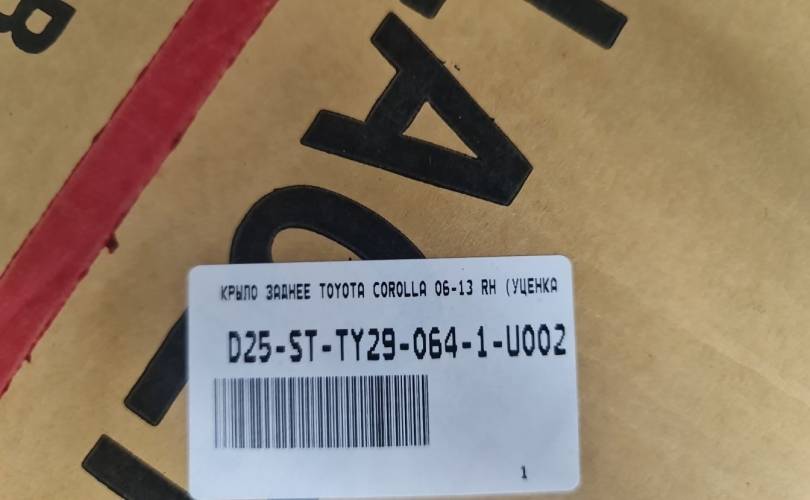 КРЫЛО ЗАДНЕЕ TOYOTA COROLLA 06-13 RH (УЦЕНКА
D25-ST-TY29-064-1-U002
1